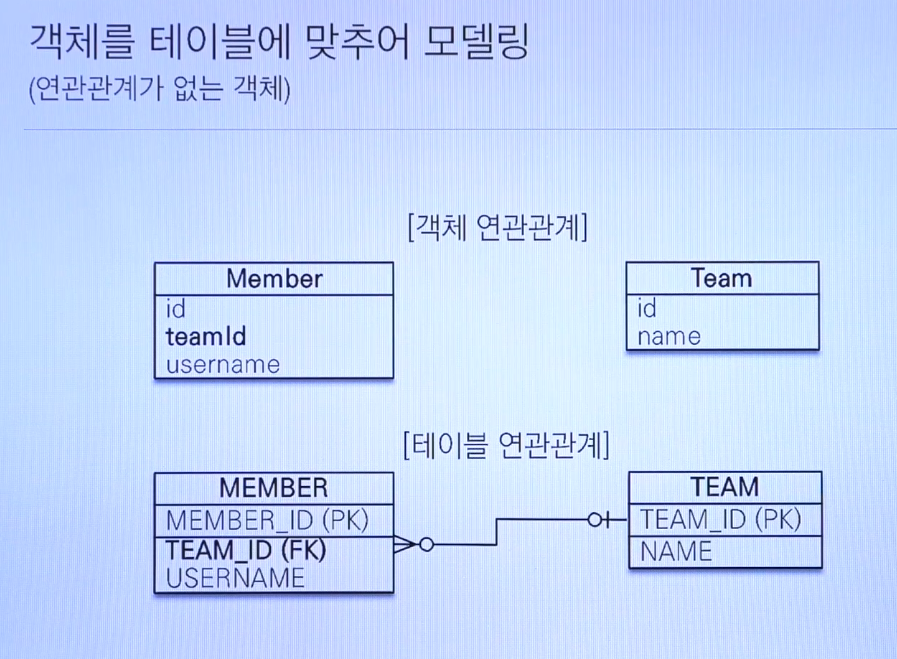 객체를 테이블에 맞추어 모델링
(연관관계가 없는 객체)
[객체 연관관계]
Member
id
teamId
username
Team
id
name
[테이블 연관관계]
MEMBER
MEMBER_ID (PK)
TEAM_ID (FK)
USERNAME
TEAM
TEAM_ID (PK)
NAME